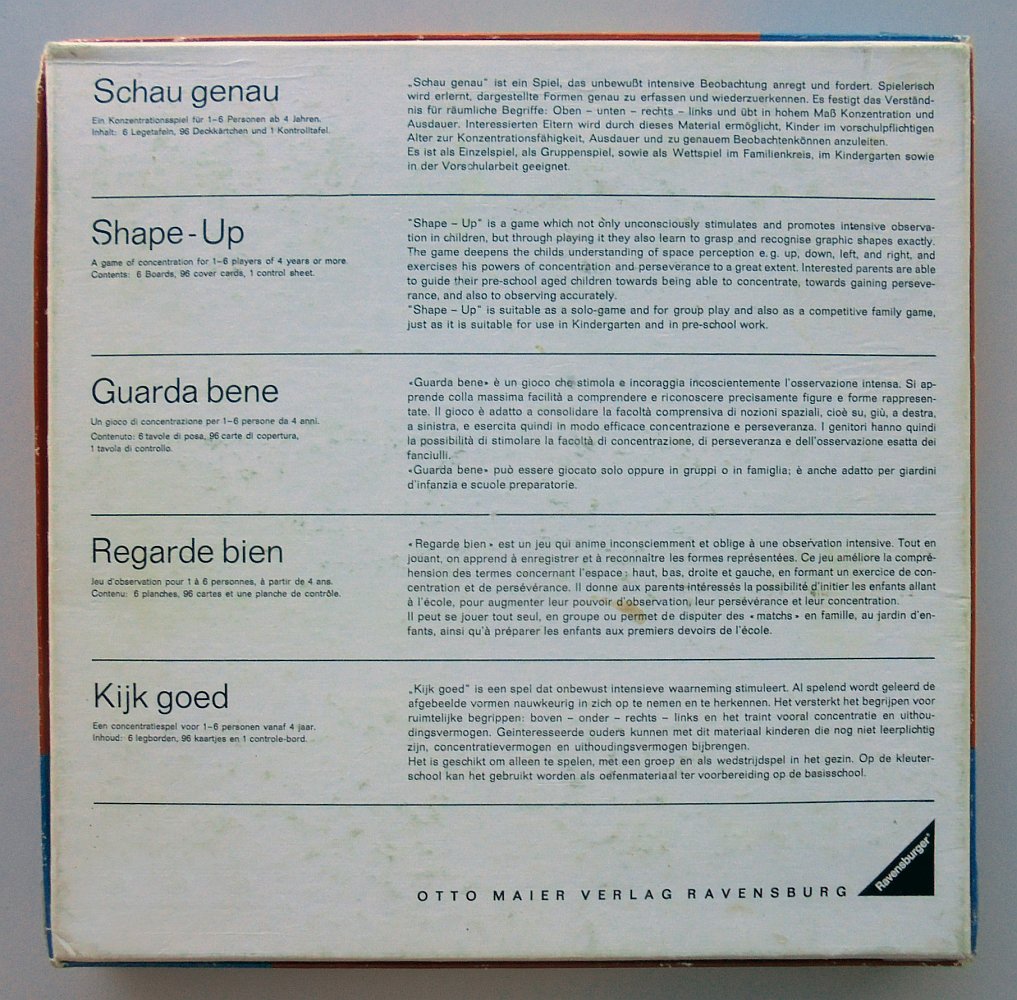 Schau genau
Ein Konzentrationsspiel für 1–6 Personen ab 4 Jahren.
Inhalt: 6 Legetafeln, 96 Deckkärtchen und 1 Kontrolltafel.
„Schau genau“ ist ein Spiel, das unbewußt intensive Beobachtung anregt und fordert. Spielerisch
wird erlernt, dargestellte Formen genau zu erfassen und wiederzuerkennen. Es festigt das Verständ-
nis für räumliche Begriffe: Oben – unten – rechts – links und übt in hohem Maß Konzentration und
Ausdauer. Interessierten Eltern wird durch dieses Material ermöglicht, Kinder im vorschulpflichtigen
Alter zur Konzentrationsfähigkeit, Ausdauer und zu genauem Beobachtenkönnen anzuleiten.
Es ist als Einzelspiel, als Gruppenspiel, sowie als Wettspiel im Familienkreis, im Kindergarten sowie
in der Vorschularbeit geeignet.
Shape-Up
A game of concentration for 1–6 players of 4 years or more.
Contents: 6 Boards, 96 cover cards, 1 control sheet.
"Shape – Up" is a game which not only unconsciously stimulates and promotes intensive observa-
tion in children, but through playing it they also learn to grasp and recognise graphic shapes exactly.
The game deepens the childs understanding of space perception e.g. up, down, left, and right, and
exercises his powers of concentration and perseverance to a great extent. Interested parents are able
to guide their pre-school aged children towards being able to concentrate, towards gaining perseve-
rance, and also to observing accurately.
"Shape – Up" is suitable as a solo-game and for group play and also as a competitive family game,
just as it is suitable for use in Kindergarten and in pre-school work.
Guarda bene
Un gioco di concentrazione per 1–6 persone da 4 anni.
Contenuto: 6 tavole di posa, 96 carte di copertura,
1 tavola di controllo.
«Guarda bene» è un gioco che stimola e incoraggia incoscientemente l'osservazione intensa. Si ap-
prende colla massima facilità a comprendere e riconoscere precisamente figure e forme rappresen-
tate. Il gioco è adatto a consolidare la facoltà comprensiva di nozioni spaziali, cioè su, giù, a destra,
a sinistra, e esercita quindi in modo efficace concentrazione e perseveranza. I genitori hanno quindi
la possibilità di stimolare la facoltà di concentrazione, di perseveranza e dell'osservazione esatta dei
fanciulli.
«Guarda bene» può essere giocato solo oppure in gruppi o in famiglia; è anche adatto per giardini
d'infanzia e scuole preparatorie.
Regarde bien
Jeu d'observation pour 1 à 6 personnes, à partir de 4 ans.
Contenu: 6 planches, 96 cartes et une planche de contrôle.
« Regarde bien » est un jeu qui anime inconsciemment et oblige à une observation intensive. Tout en
jouant, on apprend à enregistrer et à reconnaître les formes représentées. Ce jeu améliore la compré-
hension des termes concernant l'espace: haut, bas, droite et gauche, en formant un exercice de con-
centration et de persévérance. Il donne aux parents intéressés la possibilité d'initier les enfants allant
à l'école, pour augmenter leur pouvoir d'observation, leur persévérance et leur concentration.
Il peut se jouer tout seul, en groupe ou permet de disputer des « matchs » en famille, au jardin d'en-
fants, ainsi qu'à préparer les enfants aux premiers devoirs de l'école.
Kijk goed
Een concentratiespel voor 1–6 personen vanaf 4 jaar.
Inhoud: 6 legborden, 96 kaartjes en 1 controle-bord.
„Kijk goed“ is een spel dat onbewust intensieve waarneming stimuleert. Al spelend wordt geleerd de
afgebeelde vormen nauwkeurig in zich op te nemen en te herkennen. Het versterkt het begrijpen voor
ruimtelijke begrippen: boven – onder – rechts – links en het traint vooral concentratie en uithou-
dingsvermogen. Geinteresseerde ouders kunnen met dit materiaal kinderen die nog niet leerplichtig
zijn, concentratievermogen en uithoudingsvermogen bijbrengen.
Het is geschikt om alleen te spelen, met een groep en als wedstrijdspel in het gezin. Op de kleuter-
school kan het gebruikt worden als oefenmateriaal ter voorbereiding op de basisschool.
OTTO MAIER VERLAG RAVENSBURG
Ravensburger®